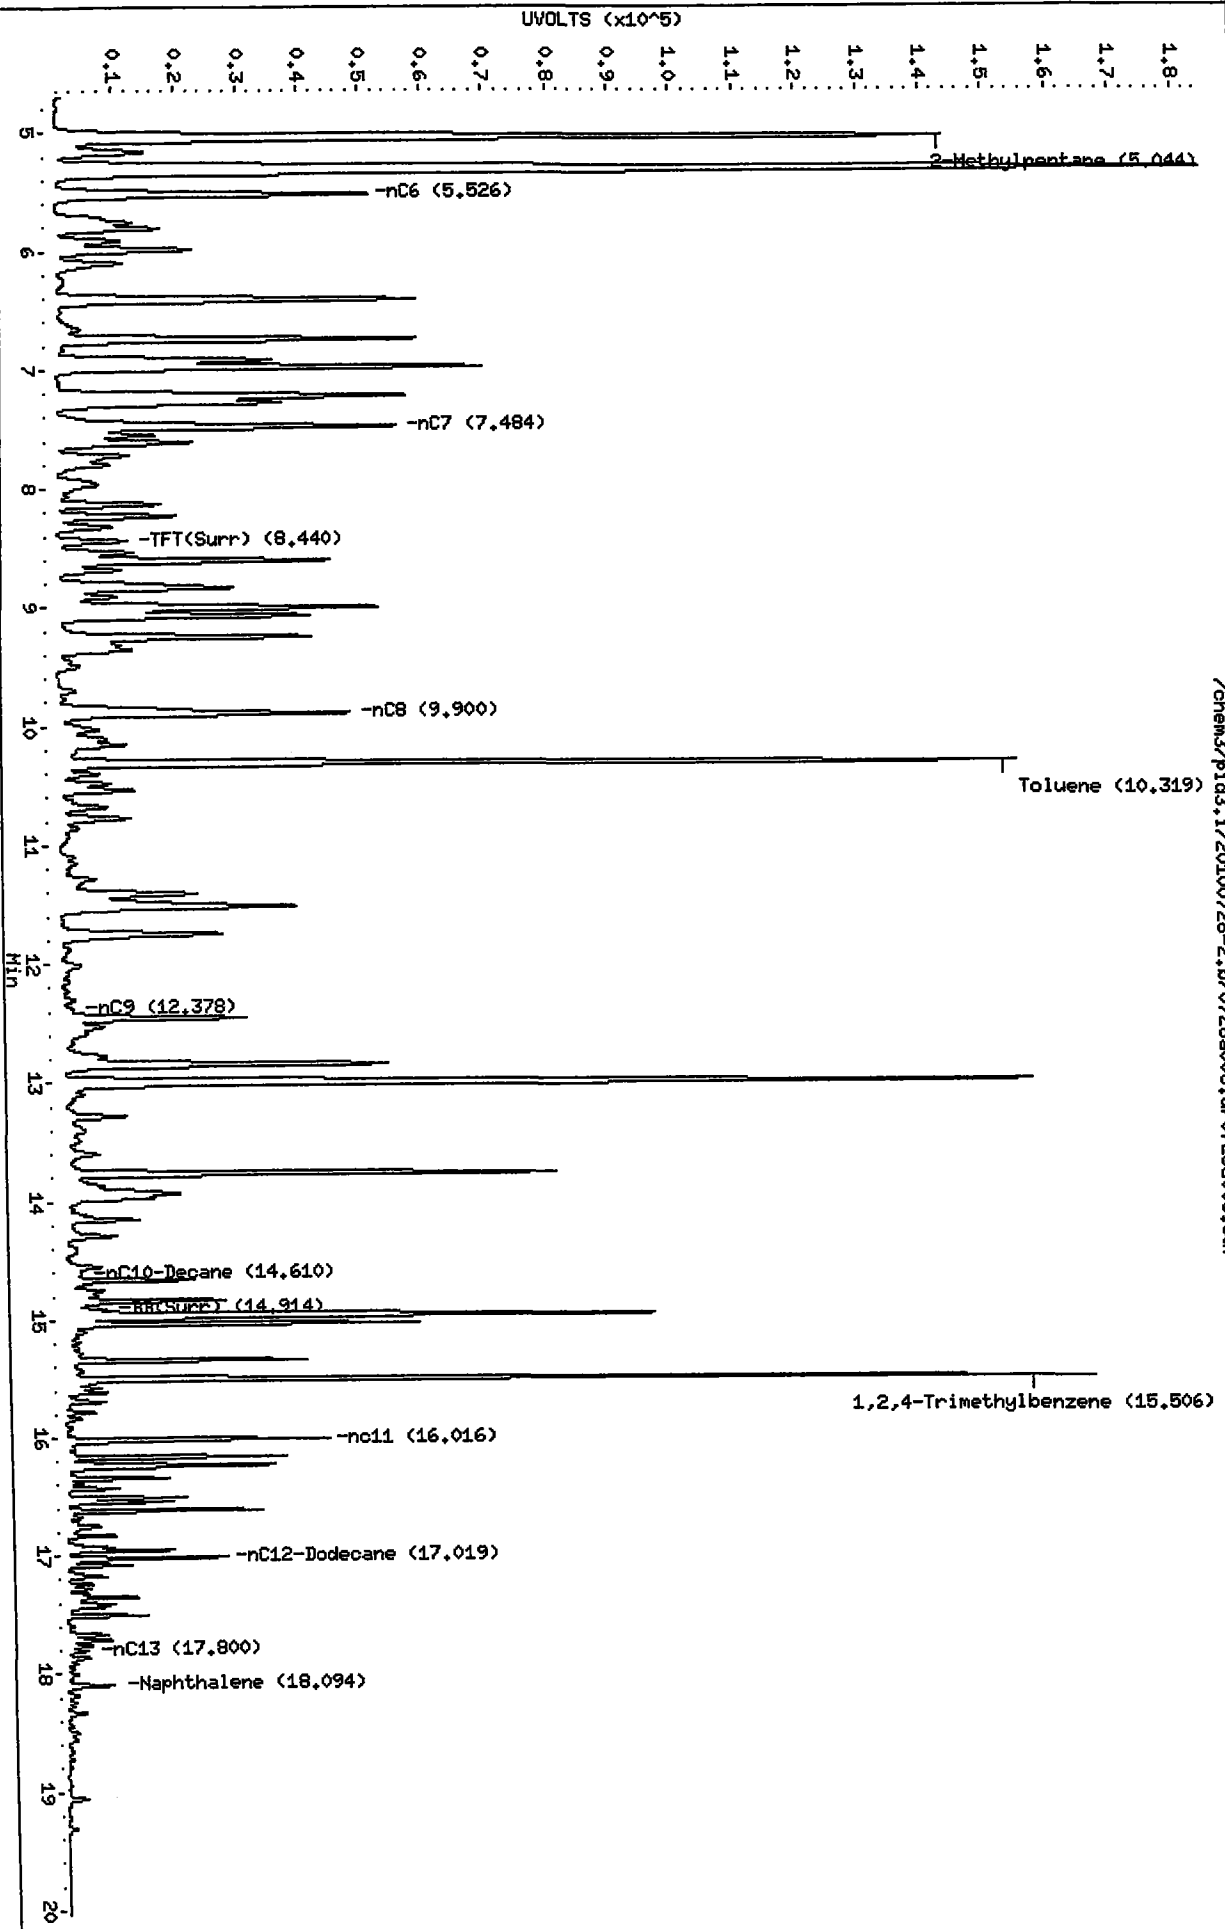 UVOLTS (x10^5)
0.1
0.2
0.3
0.4
0.5
0.6
0.7
0.8
0.9
1.0
1.1
1.2
1.3
1.4
1.5
1.6
1.7
1.8
2-Methylpentane (5.044)
-nC6 (5.526)
-nC7 (7.484)
-TFT(Surr) (8.440)
-nC8 (9.900)
Toluene (10.319)
-nC9 (12.378)
-nC10-Decane (14.610)
-BB(Surr) (14.914)
1,2,4-Trimethylbenzene (15.506)
-nc11 (16.016)
-nC12-Dodecane (17.019)
-nC13 (17.800)
-Naphthalene (18.094)
5
6
7
8
9
10
11
12
13
14
15
16
17
18
19
20
Min